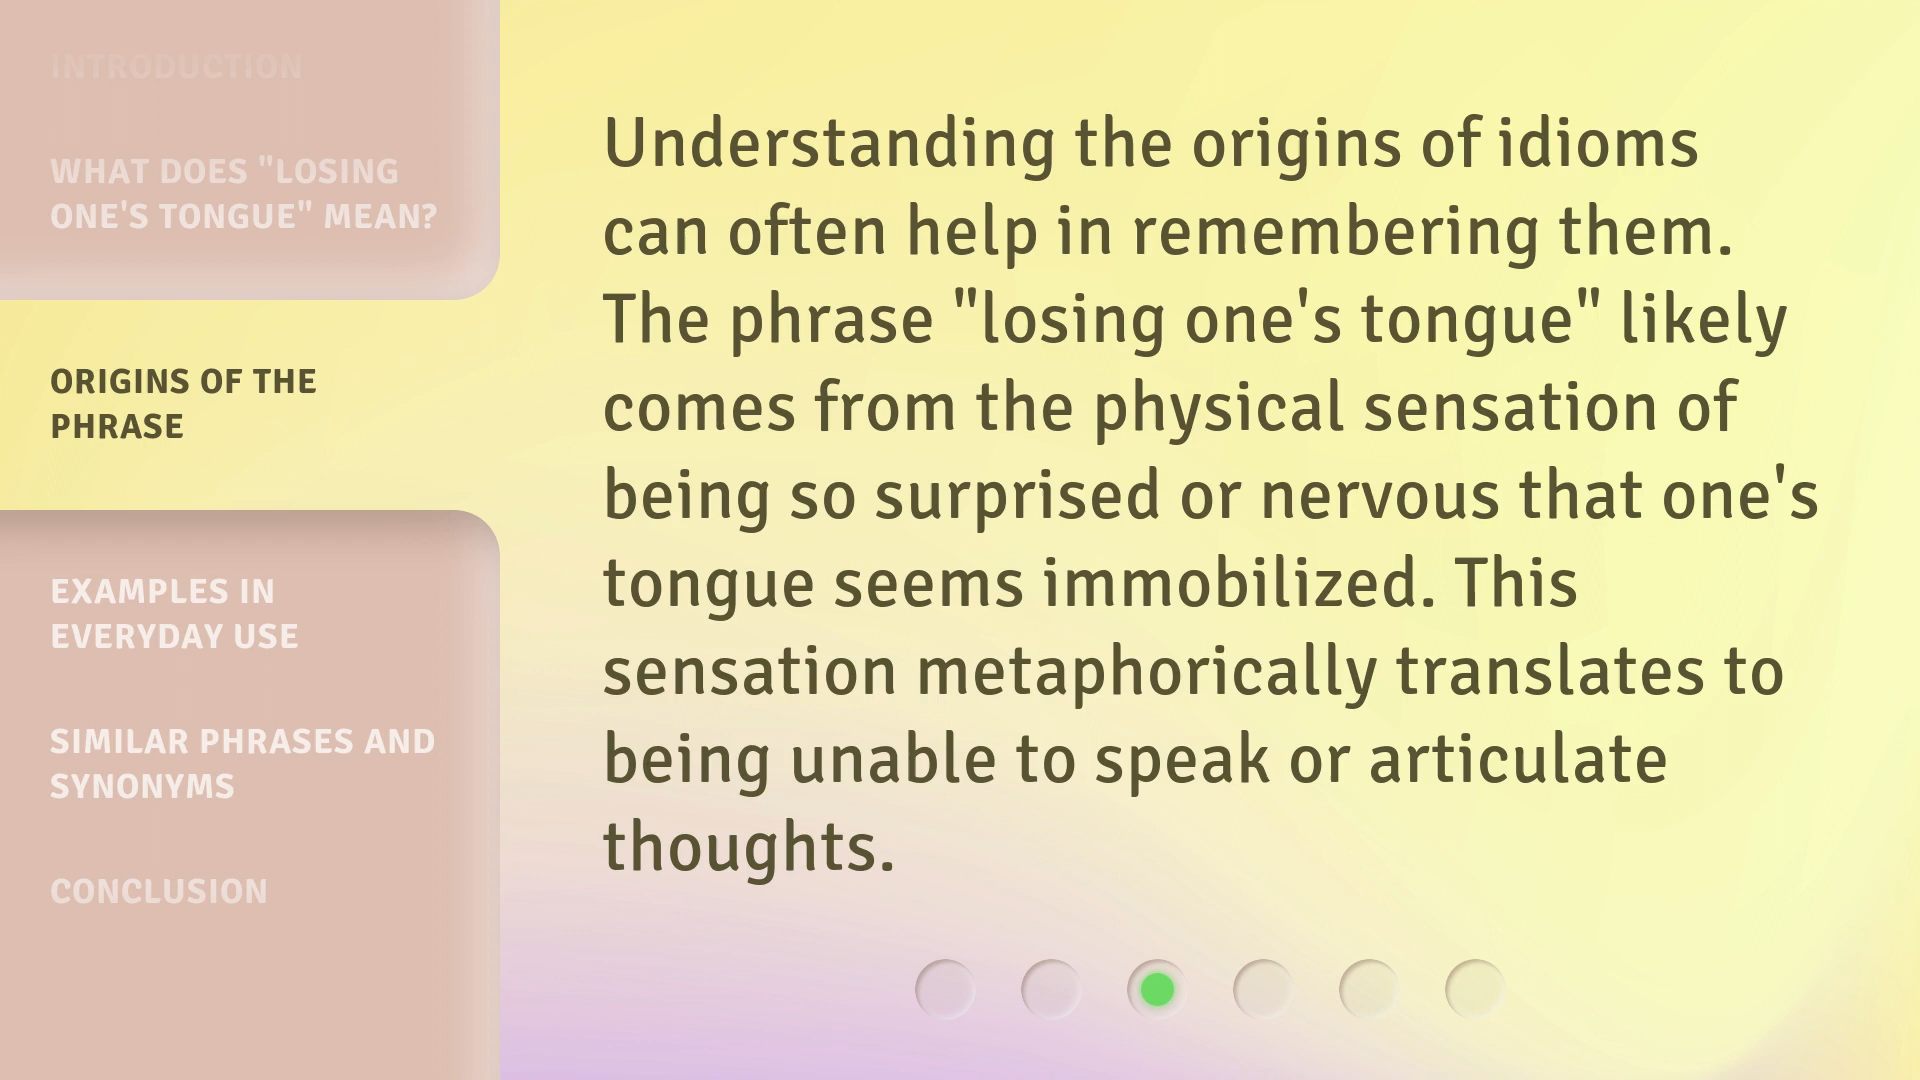 INTRODUCTION
WHAT DOES "LOSING
ONE'S TONGUE" MEAN?
ORIGINS OF THE
PHRASE
EXAMPLES IN
EVERYDAY USE
SIMILAR PHRASES AND
SYNONYMS
CONCLUSION
Understanding the origins of idioms
can often help in remembering them.
The phrase "losing one's tongue" likely
comes from the physical sensation of
being so surprised or nervous that one's
tongue seems immobilized. This
sensation metaphorically translates to
being unable to speak or articulate
thoughts.